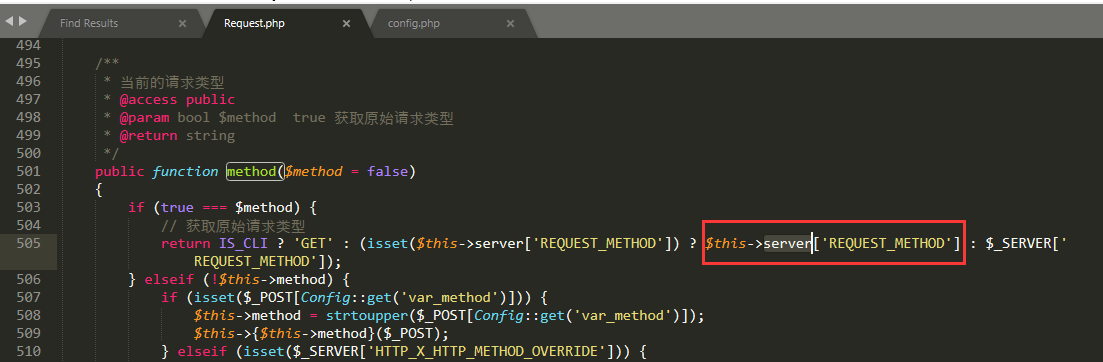 Find Results × Request.php × config.php ×
494
495 /**
496 * 当前的请求类型
497 * @access public
498 * @param bool $method true 获取原始请求类型
499 * @return string
500 */
501 public function method($method = false)
502 {
503 if (true === $method) {
504 // 获取原始请求类型
505 return IS_CLI ? 'GET' : (isset($this->server['REQUEST_METHOD']) ? $this->server['REQUEST_METHOD'] : $_SERVER['
REQUEST_METHOD']);
506 } elseif (!$this->method) {
507 if (isset($_POST[Config::get('var_method')])) {
508 $this->method = strtoupper($_POST[Config::get('var_method')]);
509 $this->{$this->method}($_POST);
510 } elseif (isset($_SERVER['HTTP_X_HTTP_METHOD_OVERRIDE'])) {